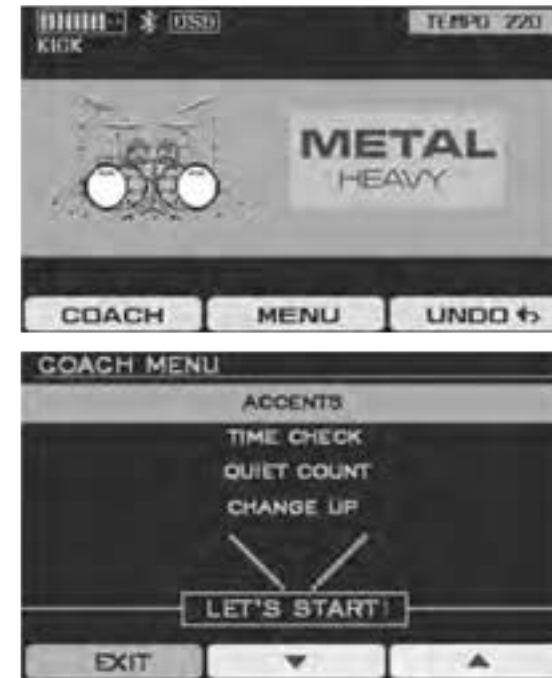 USB TEMPO 220
KICK
METAL
HEAVY
COACH MENU UNDO
COACH MENU
ACCENTS
TIME CHECK
QUIET COUNT
CHANGE UP
LET'S START!
EXIT